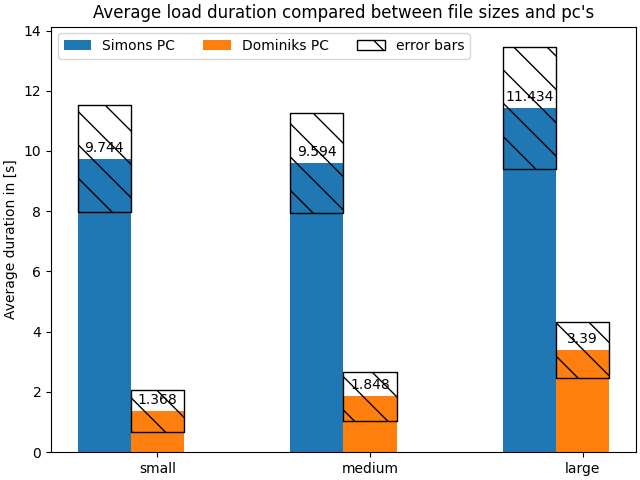 Average load duration compared between file sizes and pc's
Simons PC
Dominiks PC
error bars
Average duration in [s]
14
12
10
8
6
4
2
0
9.744
1.368
9.594
1.848
11.434
3.39
small
medium
large